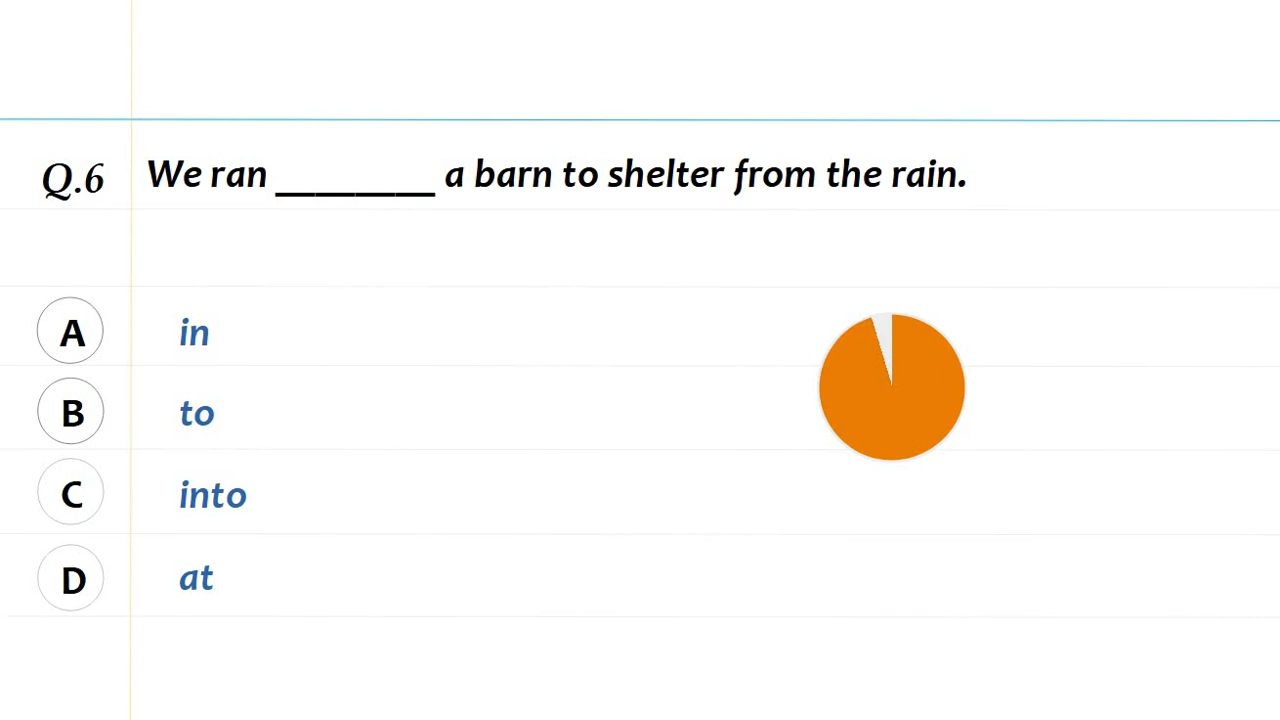 Q.6 We ran ________ a barn to shelter from the rain.
A in
B to
C into
D at